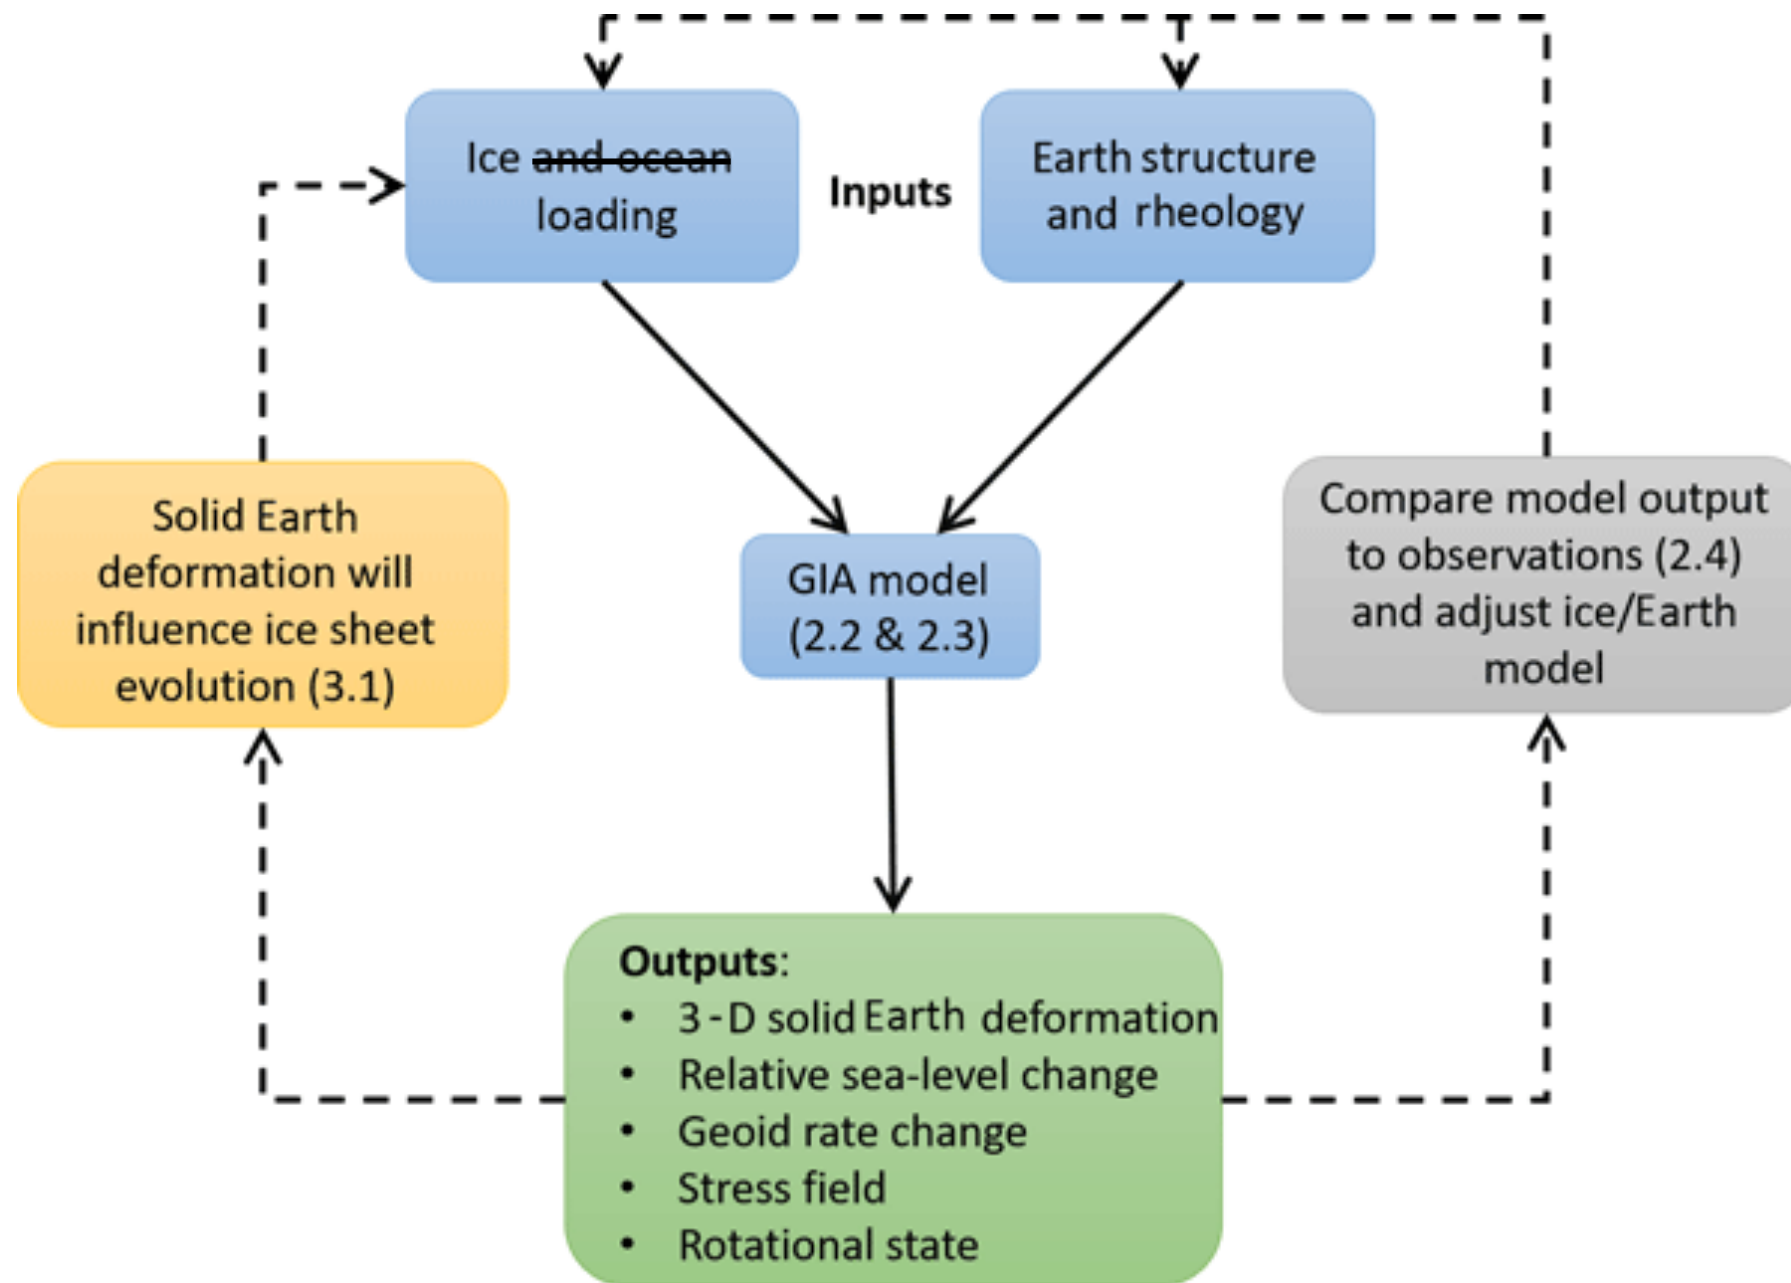 Ice and ocean
loading
Inputs
Earth structure
and rheology
Solid Earth
deformation will
influence ice sheet
evolution (3.1)
GIA model
(2.2 & 2.3)
Compare model output
to observations (2.4)
and adjust ice/Earth
model
Outputs:
• 3-D solid Earth deformation
• Relative sea-level change
• Geoid rate change
• Stress field
• Rotational state